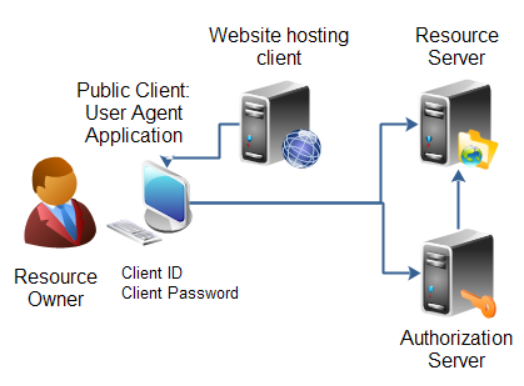 Website hosting
client
Resource
Server
Public Client:
User Agent
Application
Resource
Owner
Client ID
Client Password
Authorization
Server